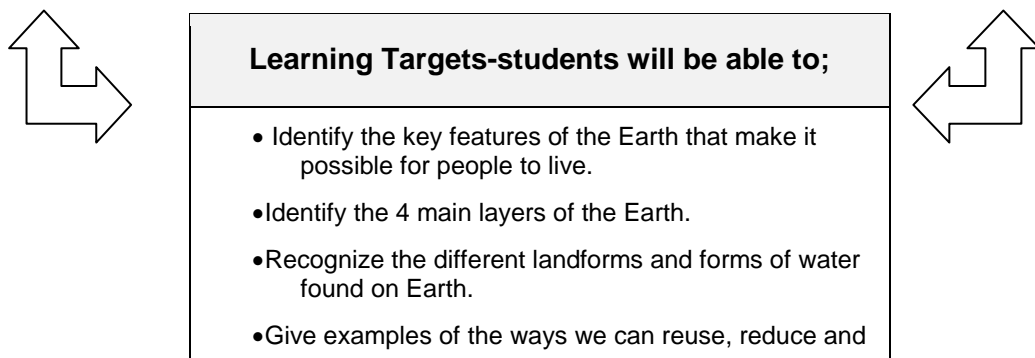 Learning Targets-students will be able to;
• Identify the key features of the Earth that make it
possible for people to live.
•Identify the 4 main layers of the Earth.
•Recognize the different landforms and forms of water
found on Earth.
•Give examples of the ways we can reuse, reduce and